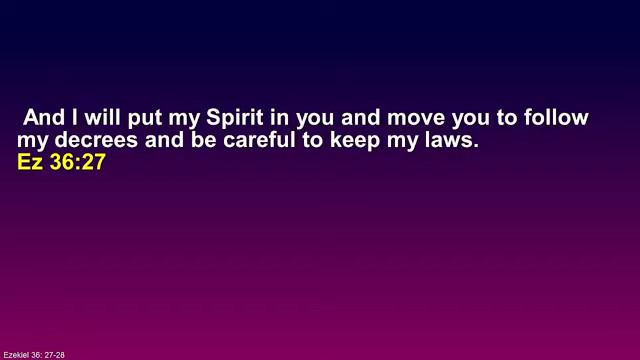 And I will put my Spirit in you and move you to follow
my decrees and be careful to keep my laws.
Ez 36:27
Ezekiel 36: 27-28